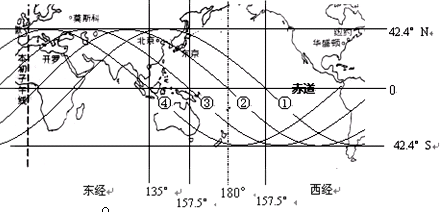 莫斯科
42.4° N
北京
纽约
华盛顿
东京
开罗
本初子午线
赤道
0
④ ③ ② ①
42.4° S
东经
135°
180°
西经
157.5°
157.5°